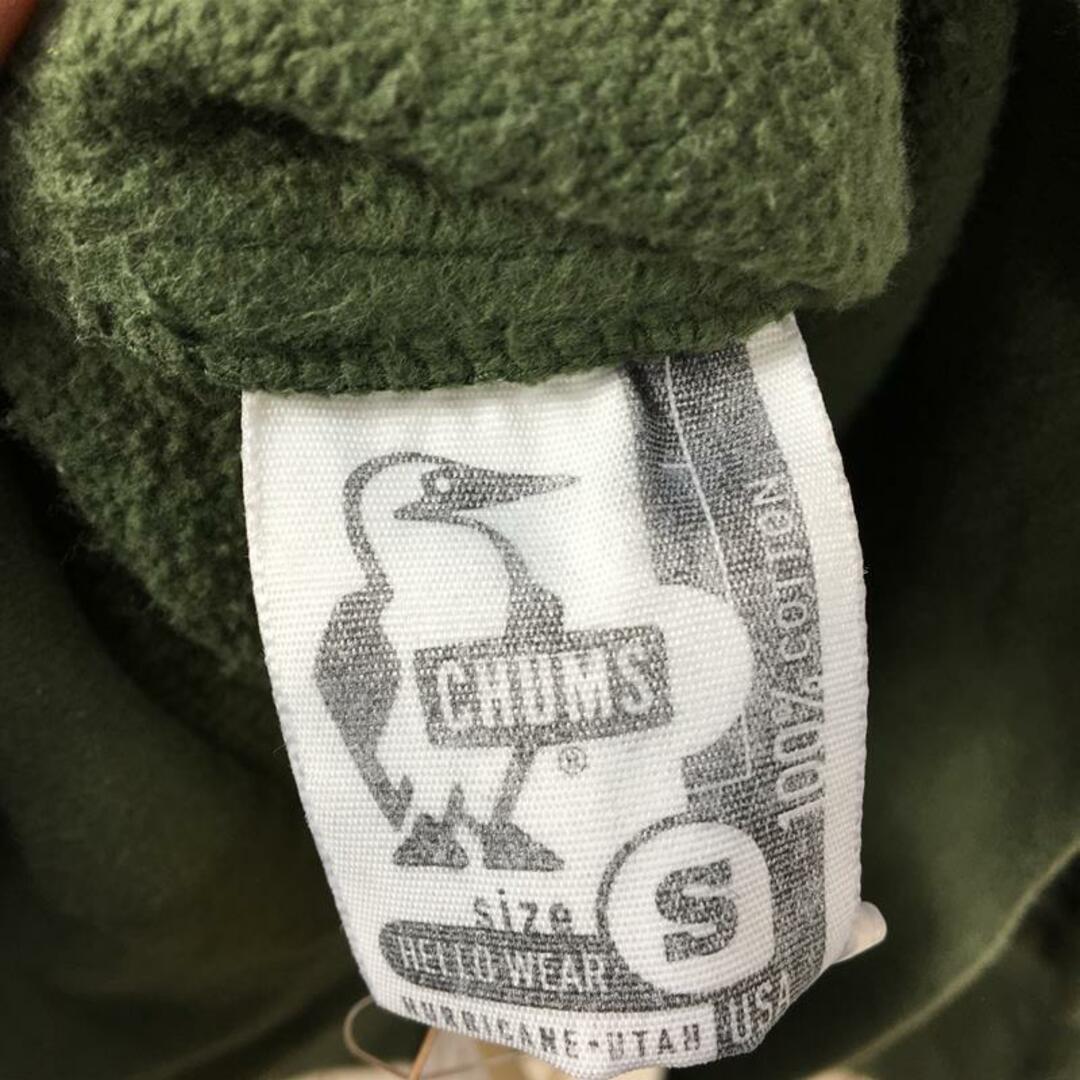 CHUMS
®
100% COTTON
size
S
HELLO WEAR
HURRICANE-UTAH USA